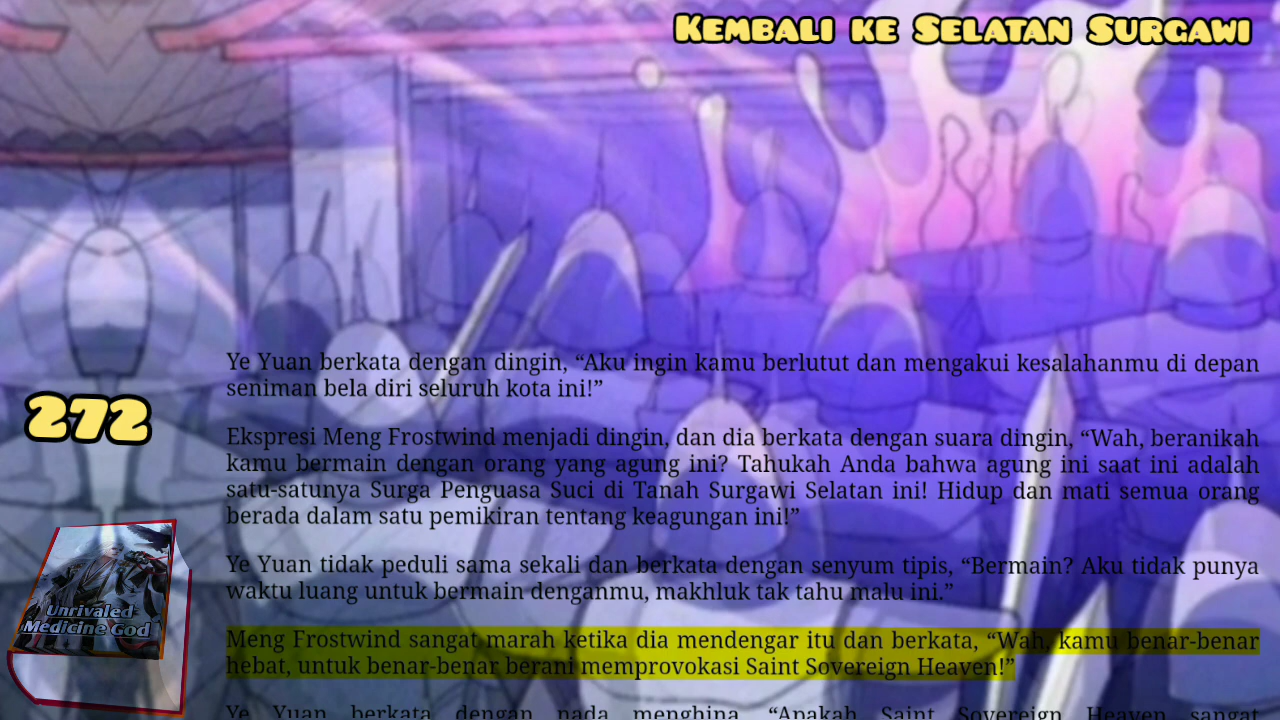 Kembali ke Selatan Surgawi
Ye Yuan berkata dengan dingin, “Aku ingin kamu berlutut dan mengakui kesalahanmu di depan
seniman bela diri seluruh kota ini!”
Ekspresi Meng Frostwind menjadi dingin, dan dia berkata dengan suara dingin, “Wah, beranikah
kamu bermain dengan orang yang agung ini? Tahukah Anda bahwa agung ini saat ini adalah
satu-satunya Surga Penguasa Suci di Tanah Surgawi Selatan ini! Hidup dan mati semua orang
berada dalam satu pemikiran tentang keagungan ini!”
Ye Yuan tidak peduli sama sekali dan berkata dengan senyum tipis, “Bermain? Aku tidak punya
waktu luang untuk bermain denganmu, makhluk tak tahu malu ini.”
Meng Frostwind sangat marah ketika dia mendengar itu dan berkata, “Wah, kamu benar-benar
hebat, untuk benar-benar berani memprovokasi Saint Sovereign Heaven!”
Ye Yuan berkata dengan nada menghina, “Apakah Saint Sovereign Heaven sangat
272
Unrivaled
Medicine God